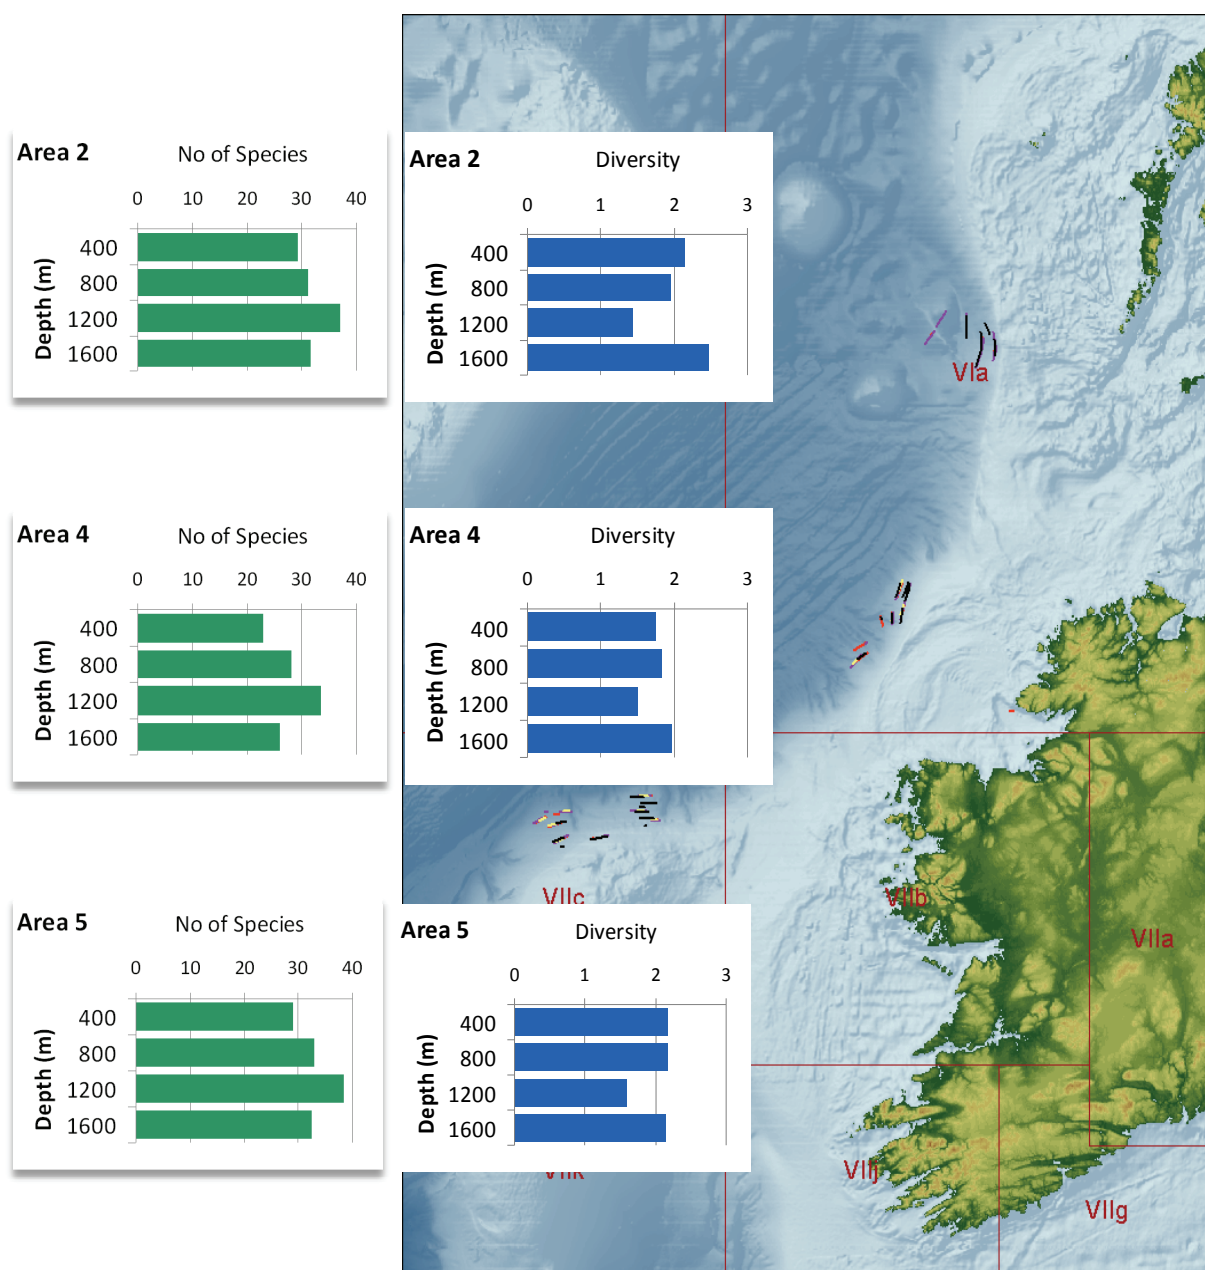 Area 2
No of Species
0 10 20 30 40
Depth (m)
400
800
1200
1600
Area 2
Diversity
0 1 2 3
Depth (m)
400
800
1200
1600
VIa
Area 4
No of Species
0 10 20 30 40
Depth (m)
400
800
1200
1600
Area 4
Diversity
0 1 2 3
Depth (m)
400
800
1200
1600
VIIc
VIIb
VIIa
Area 5
No of Species
0 10 20 30 40
Depth (m)
400
800
1200
1600
Area 5
Diversity
0 1 2 3
Depth (m)
400
800
1200
1600
VIIk
VIIj
VIIg